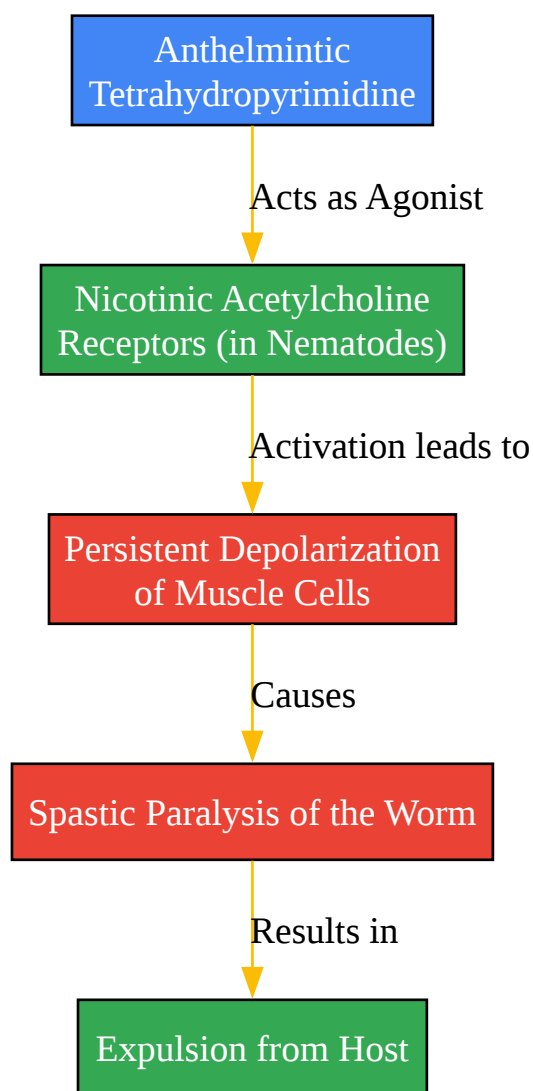 Anthelmintic
Tetrahydropyrimidine
Acts as Agonist
Nicotinic Acetylcholine
Receptors (in Nematodes)
Activation leads to
Persistent Depolarization
of Muscle Cells
Causes
Spastic Paralysis of the Worm
Results in
Expulsion from Host